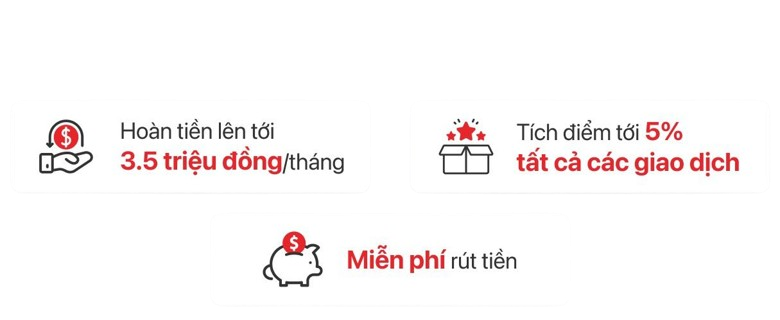 Hoàn tiền lên tới
3.5 triệu đồng/tháng
Tích điểm tới 5%
tất cả các giao dịch
Miễn phí rút tiền